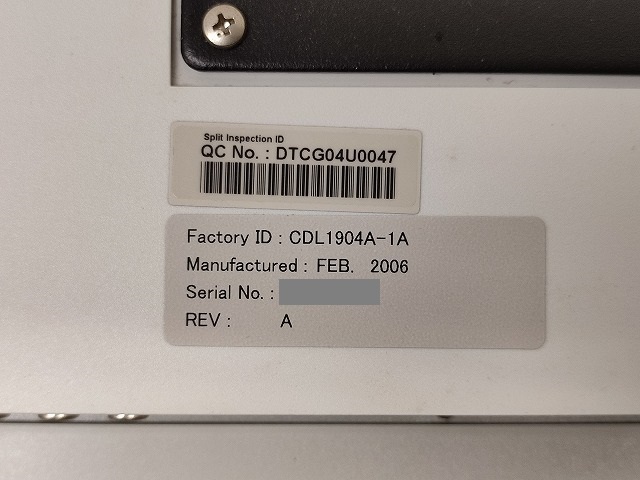 Split Inspection ID
QC No. : DTCG04U0047
Factory ID : CDL1904A-1A
Manufactured : FEB. 2006
Serial No. :
REV : A